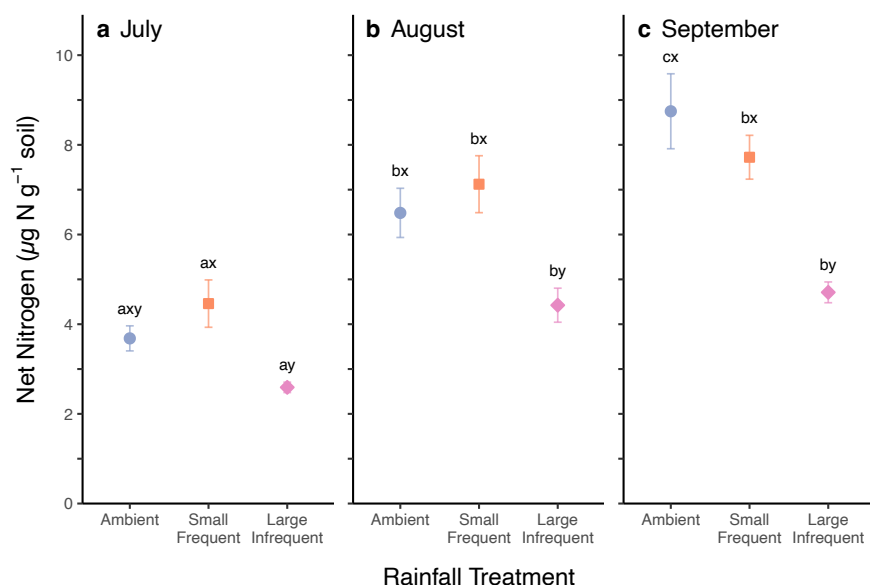 Net Nitrogen (µg N g⁻¹ soil)
10
8
6
4
2
0
a July
axy
ax
ay
Ambient
Small
Frequent
Large
Infrequent
b August
bx
bx
by
Ambient
Small
Frequent
Large
Infrequent
c September
cx
bx
by
Ambient
Small
Frequent
Large
Infrequent
Rainfall Treatment